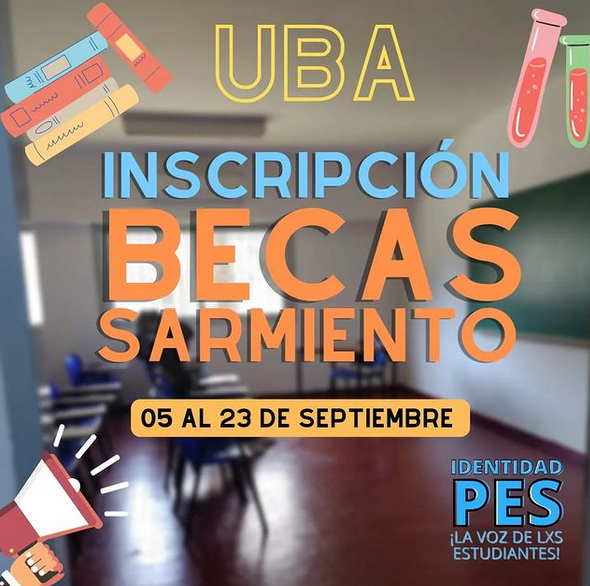 UBA
INSCRIPCIÓN
BECAS
SARMIENTO
05 AL 23 DE SEPTIEMBRE
IDENTIDAD
PES
¡LA VOZ DE LXS
ESTUDIANTES!